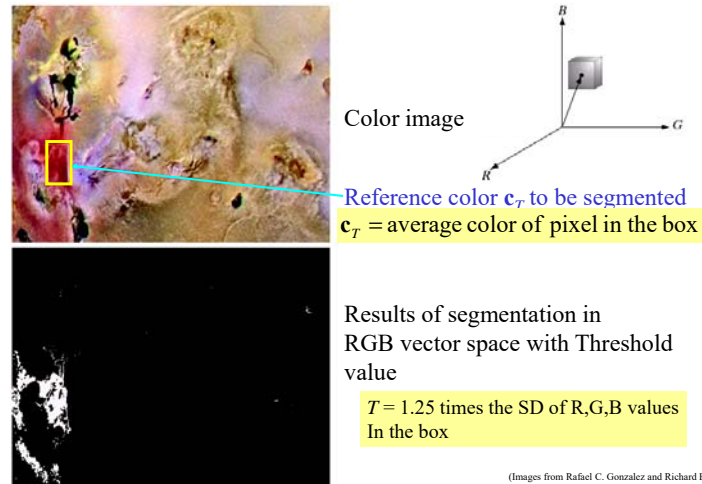 B
G
R
Color image
Reference color c_T to be segmented
c_T = average color of pixel in the box
Results of segmentation in
RGB vector space with Threshold
value
T = 1.25 times the SD of R,G,B values
In the box
(Images from Rafael C. Gonzalez and Richard